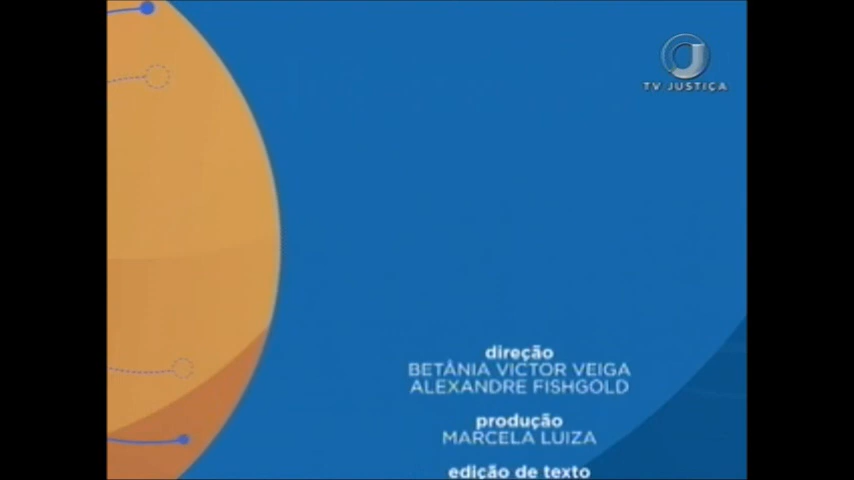 TV JUSTIÇA
direção
BETÂNIA VICTOR VEIGA
ALEXANDRE FISHGOLD
produção
MARCELA LUIZA
edição de texto